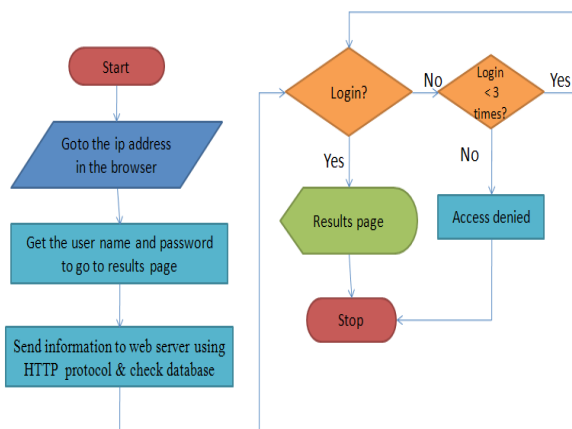 Start
Goto the ip address
in the browser
Get the user name and password
to go to results page
Send information to web server using
HTTP protocol & check database
Login?
No
Login
< 3
times?
Yes
Yes
No
Results page
Access denied
Stop